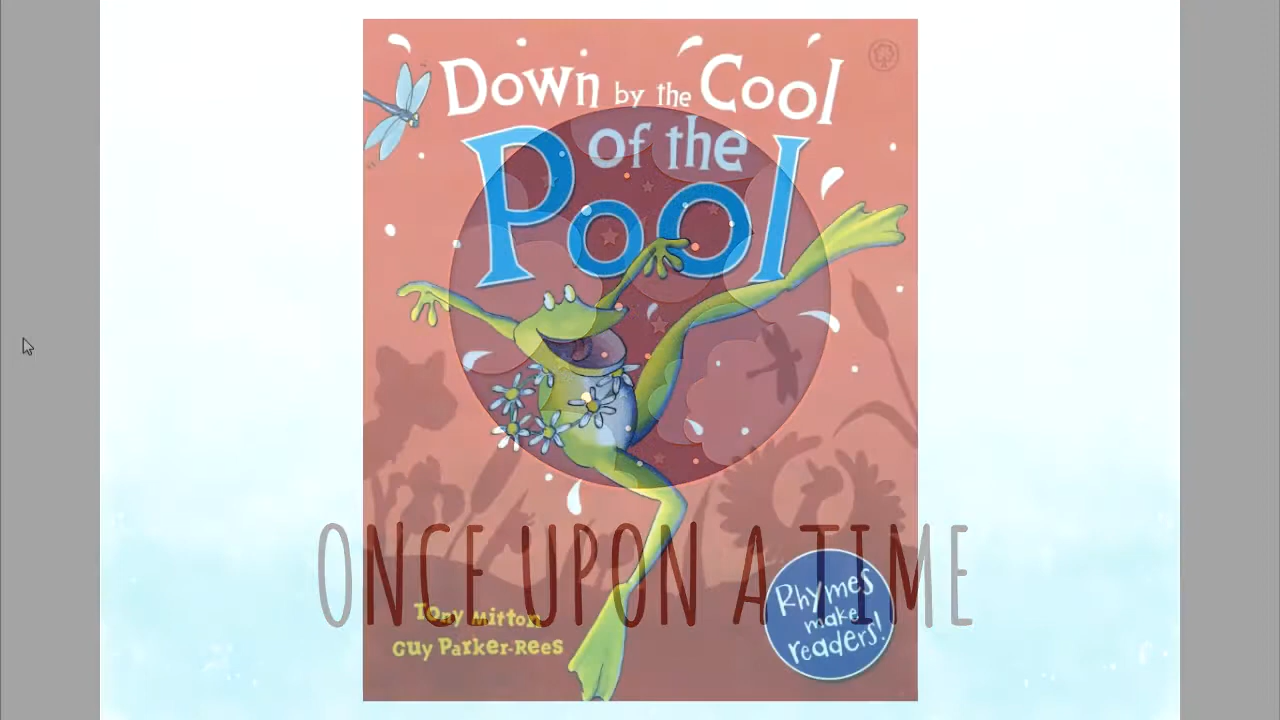 Down by the Cool
of the
Pool
ONCE UPON A TIME
Tony Mitton
Guy Parker-Rees
Rhymes
make
readers!